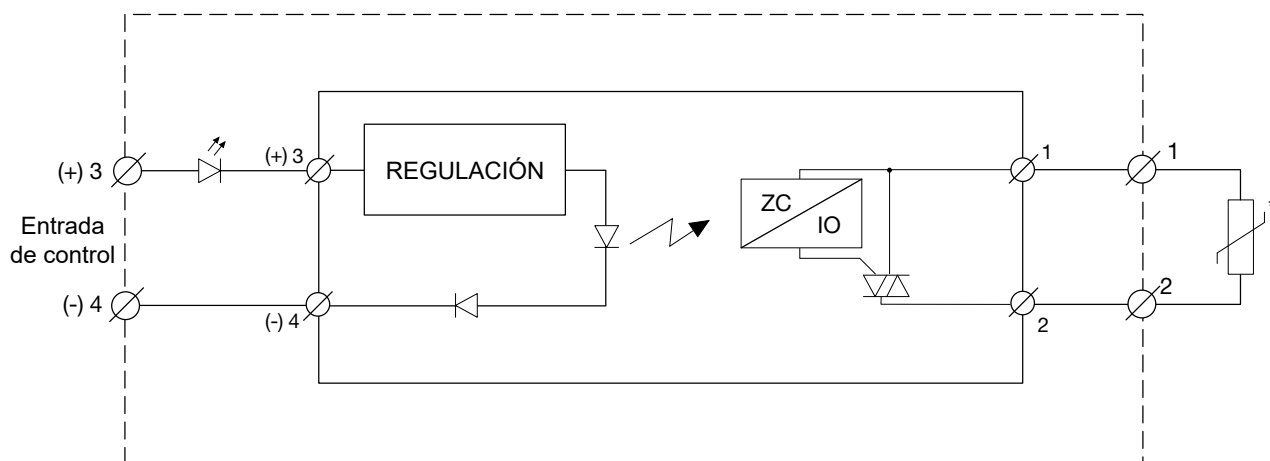 (+) 3
(+) 3
REGULACIÓN
ZC
IO
1
1
Entrada
de control
(-) 4
(-) 4
2
2